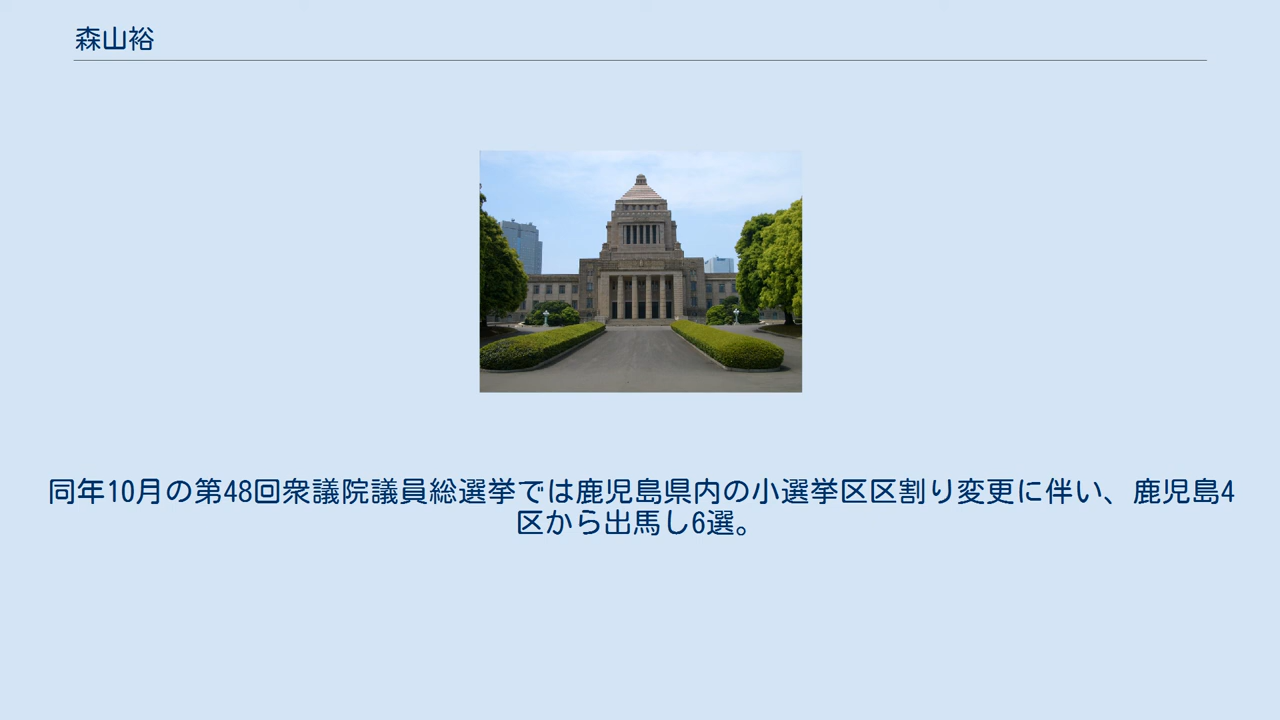 森山裕
同年10月の第48回衆議院議員総選挙では鹿児島県内の小選挙区区割り変更に伴い、鹿児島4
区から出馬し6選。